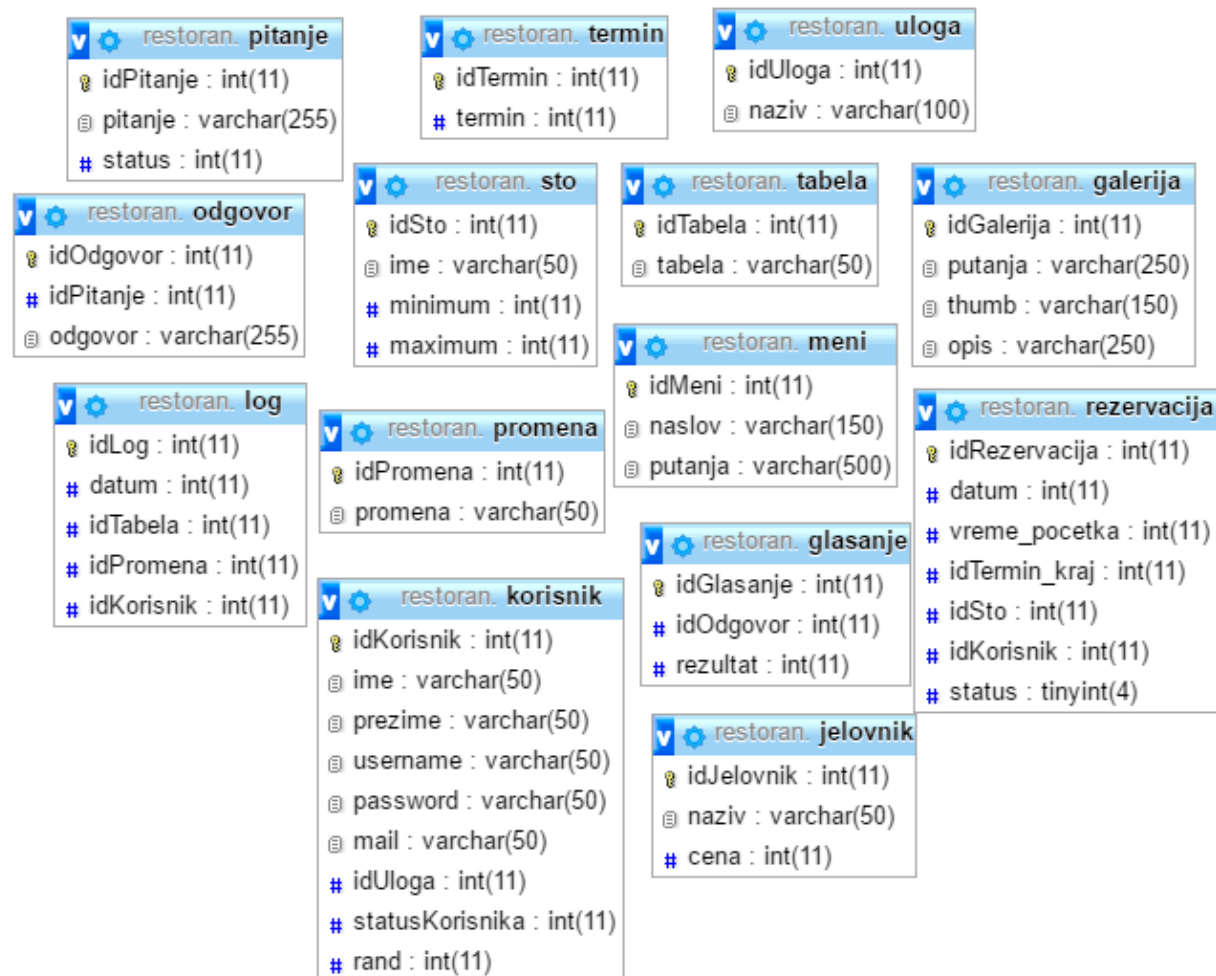 restoran. pitanje
idPitanje : int(11)
pitanje : varchar(255)
status : int(11)
restoran. termin
idTermin : int(11)
termin : int(11)
restoran. uloga
idUloga : int(11)
naziv : varchar(100)
restoran. odgovor
idOdgovor : int(11)
idPitanje : int(11)
odgovor : varchar(255)
restoran. sto
idSto : int(11)
ime : varchar(50)
minimum : int(11)
maximum : int(11)
restoran. tabela
idTabela : int(11)
tabela : varchar(50)
restoran. galerija
idGalerija : int(11)
putanja : varchar(250)
thumb : varchar(150)
opis : varchar(250)
restoran. log
idLog : int(11)
datum : int(11)
idTabela : int(11)
idPromena : int(11)
idKorisnik : int(11)
restoran. promena
idPromena : int(11)
promena : varchar(50)
restoran. meni
idMeni : int(11)
naslov : varchar(150)
putanja : varchar(500)
restoran. rezervacija
idRezervacija : int(11)
datum : int(11)
vreme_pocetka : int(11)
idTermin_kraj : int(11)
idSto : int(11)
idKorisnik : int(11)
status : tinyint(4)
restoran. korisnik
idKorisnik : int(11)
ime : varchar(50)
prezime : varchar(50)
username : varchar(50)
password : varchar(50)
mail : varchar(50)
idUloga : int(11)
statusKorisnika : int(11)
rand : int(11)
restoran. glasanje
idGlasanje : int(11)
idOdgovor : int(11)
rezultat : int(11)
restoran. jelovnik
idJelovnik : int(11)
naziv : varchar(50)
cena : int(11)